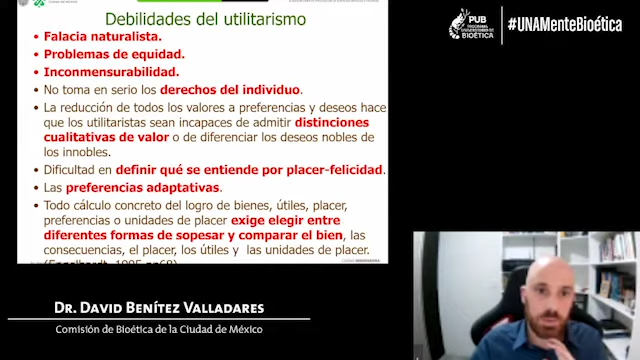 Debilidades del utilitarismo
• Falacia naturalista.
• Problemas de equidad.
• Inconmensurabilidad.
• No toma en serio los derechos del individuo.
• La reducción de todos los valores a preferencias y deseos hace
que los utilitaristas sean incapaces de admitir distinciones
cualitativas de valor o de diferenciar los deseos nobles de
los innobles.
• Dificultad en definir qué se entiende por placer-felicidad.
• Las preferencias adaptativas.
• Todo cálculo concreto del logro de bienes, útiles, placer,
preferencias o unidades de placer exige elegir entre
diferentes formas de sopesar y comparar el bien, las
consecuencias, el placer, los útiles y las unidades de placer.
PUB
PROGRAMA
UNIVERSITARIO DE
BIOÉTICA
#UNAMenteBioética
DR. DAVID BENÍTEZ VALLADARES
Comisión de Bioética de la Ciudad de México